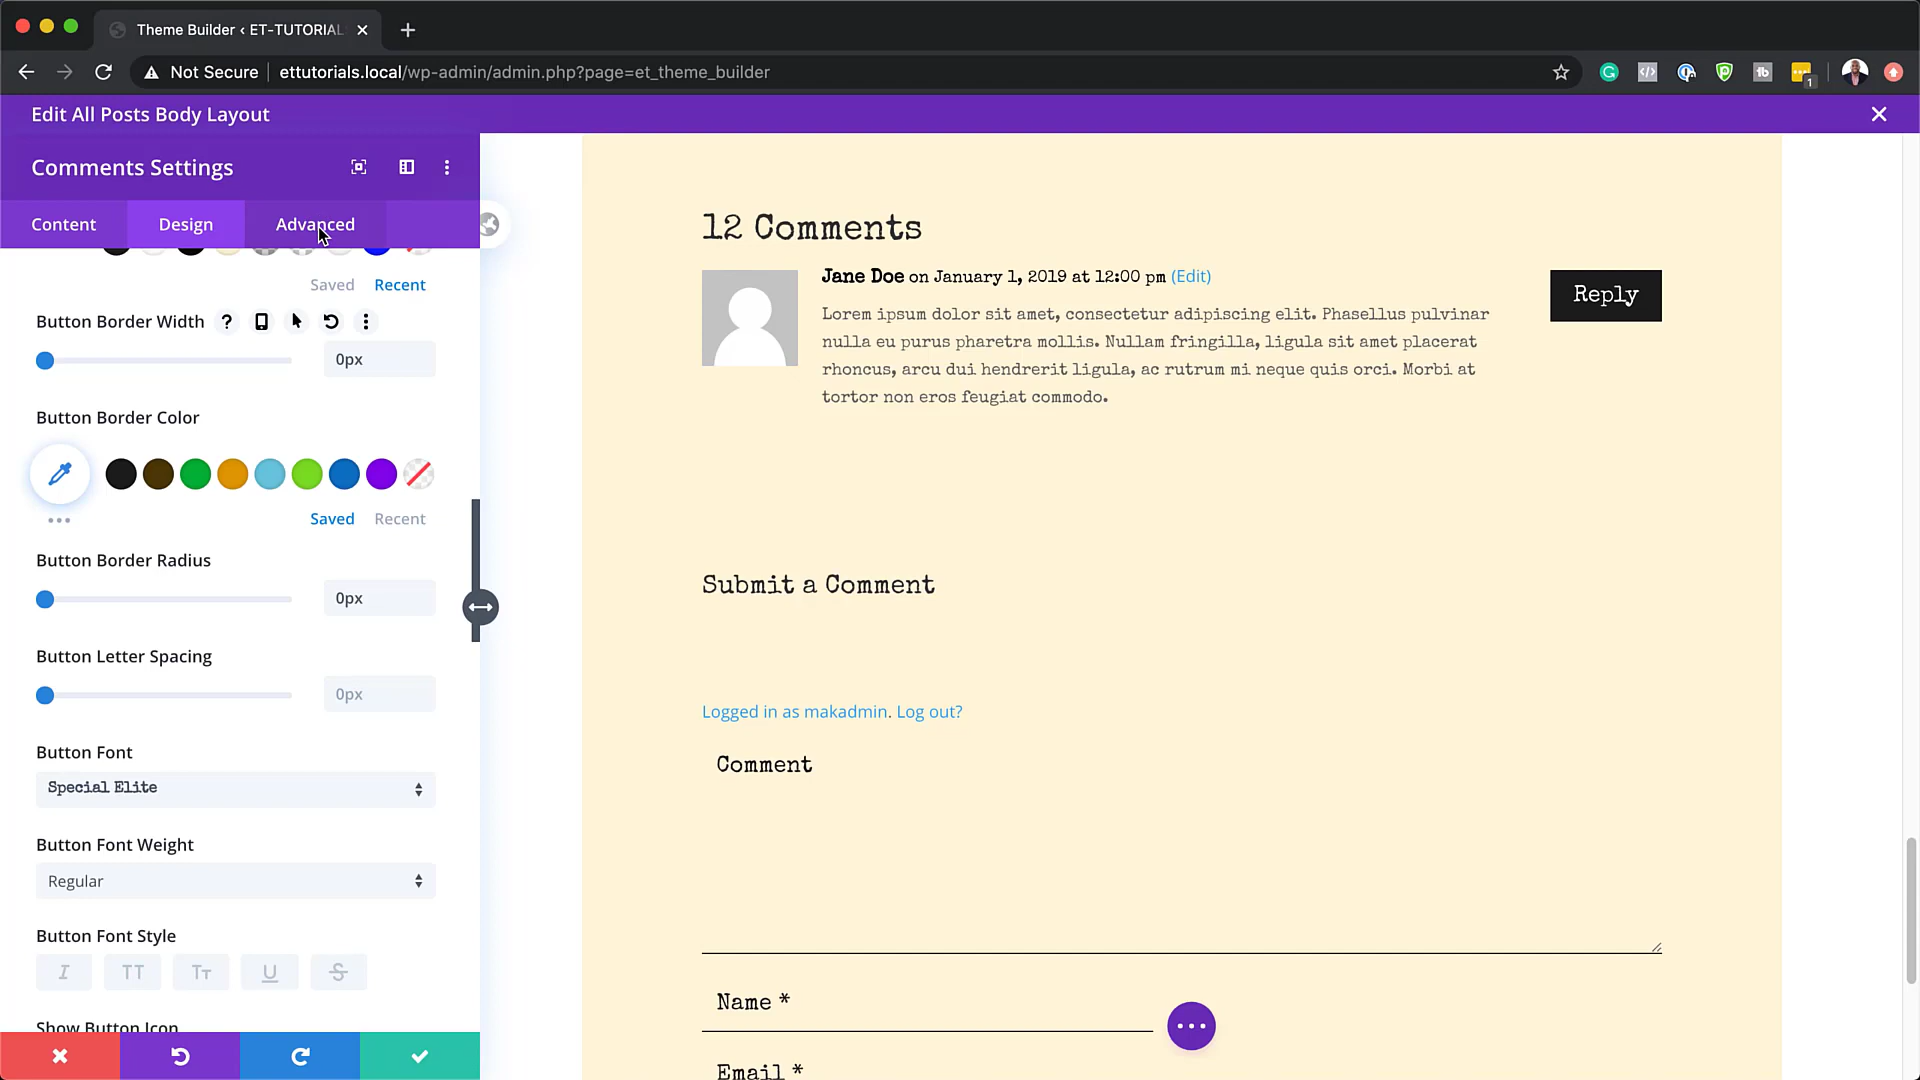 Theme Builder ‹ ET-TUTORIAL
Not Secure
ettutorials.local/wp-admin/admin.php?page=et_theme_builder
1
Edit All Posts Body Layout
Comments Settings
Content
Design
Advanced
Saved
Recent
Button Border Width
?
0px
Button Border Color
Saved
Recent
Button Border Radius
0px
Button Letter Spacing
0px
Button Font
Special Elite
Button Font Weight
Regular
Button Font Style
I
TT
Tт
U
S
Show Button Icon
12 Comments
Jane Doe on January 1, 2019 at 12:00 pm (Edit)
Reply
Lorem ipsum dolor sit amet, consectetur adipiscing elit. Phasellus pulvinar
nulla eu purus pharetra mollis. Nullam fringilla, ligula sit amet placerat
rhoncus, arcu dui hendrerit ligula, ac rutrum mi neque quis orci. Morbi at
tortor non eros feugiat commodo.
Submit a Comment
Logged in as makadmin. Log out?
Comment
Name *
Email *